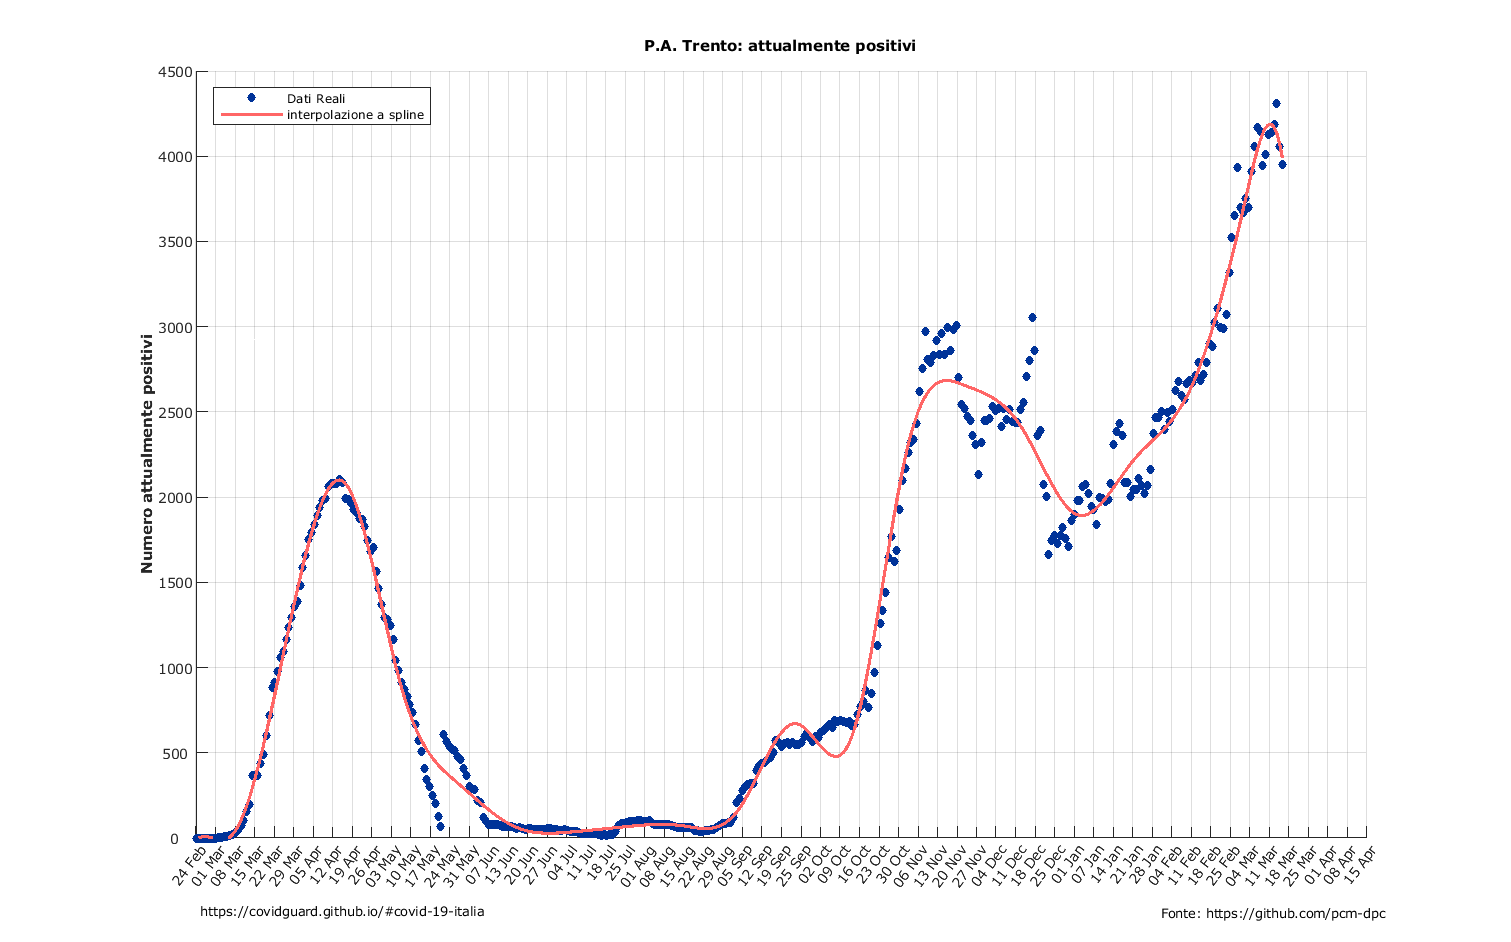 P.A. Trento: attualmente positivi
4500
4000
3500
3000
2500
2000
1500
1000
500
0
Numero attualmente positivi
Dati Reali
interpolazione a spline
24 Feb
01 Mar
08 Mar
15 Mar
22 Mar
29 Mar
05 Apr
12 Apr
19 Apr
26 Apr
03 May
10 May
17 May
24 May
31 May
07 Jun
13 Jun
20 Jun
27 Jun
04 Jul
11 Jul
18 Jul
25 Jul
01 Aug
08 Aug
15 Aug
22 Aug
29 Aug
05 Sep
12 Sep
19 Sep
26 Sep
02 Oct
09 Oct
16 Oct
23 Oct
30 Nov
06 Nov
13 Nov
20 Nov
27 Dec
04 Dec
11 Dec
18 Dec
25 Jan
01 Jan
07 Jan
14 Jan
21 Jan
28 Jan
04 Feb
11 Feb
18 Feb
25 Feb
04 Mar
11 Mar
18 Mar
25 Mar
01 Apr
08 Apr
15 Apr
https://covidguard.github.io/#covid-19-italia
Fonte: https://github.com/pcm-dpc